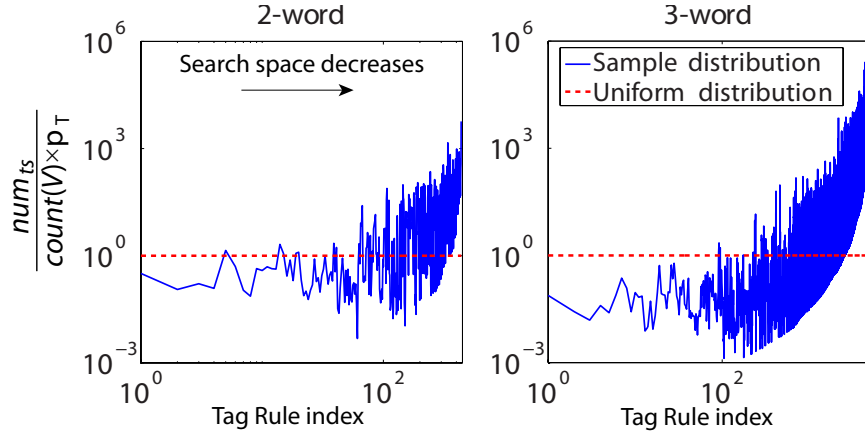 2-word
3-word
num_ts
count(V)×p_T
10^6
10^3
10^0
10^-3
Search space decreases
10^0
10^2
Tag Rule index
10^6
10^3
10^0
10^-3
Sample distribution
Uniform distribution
10^0
10^2
Tag Rule index